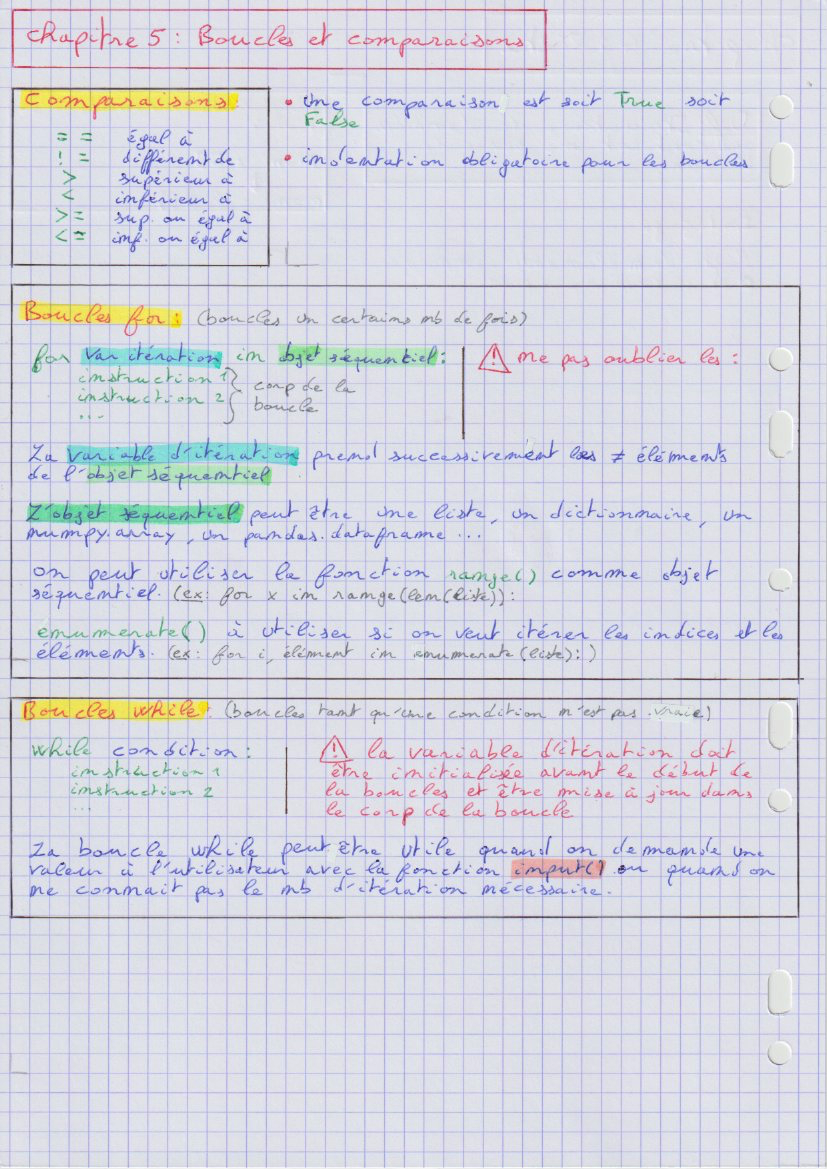 Chapitre 5 : Boucles et comparaisons
Comparaisons :
== égal à
!= différent de
> supérieur à
< inférieur à
>= sup. ou égal à
<= inf. ou égal à
• Une comparaison est soit True soit
False
• indentation obligatoire pour les boucles
Boucles for : (boucles un certains nb de fois)
for var itération in objet séquentiel :
instruction 1
instruction 2
...
corp de la
boucle
⚠ ne pas oublier les :
La variable d'itération prend successivement les ≠ éléments
de l'objet séquentiel
L'objet séquentiel peut être une liste, un dictionnaire, un
numpy.array, un pandas.dataframe ...
On peut utiliser la fonction range() comme objet
séquentiel. (ex: for x in range(len(liste)):
enumerate() à utiliser si on veut itérer les indices et les
éléments. (ex: for i, élément in enumerate(liste): )
Boucles while : (boucles tant qu'une condition n'est pas vraie)
while condition :
instruction 1
instruction 2
...
⚠ la variable d'itération doit
être initialisée avant le début de
la boucles et être mise à jour dans
le corp de la boucle
La boucle while peut être utile quand on demande une
valeur à l'utilisateur avec la fonction input() ou quand on
ne connait pas le nb d'itération nécessaire.